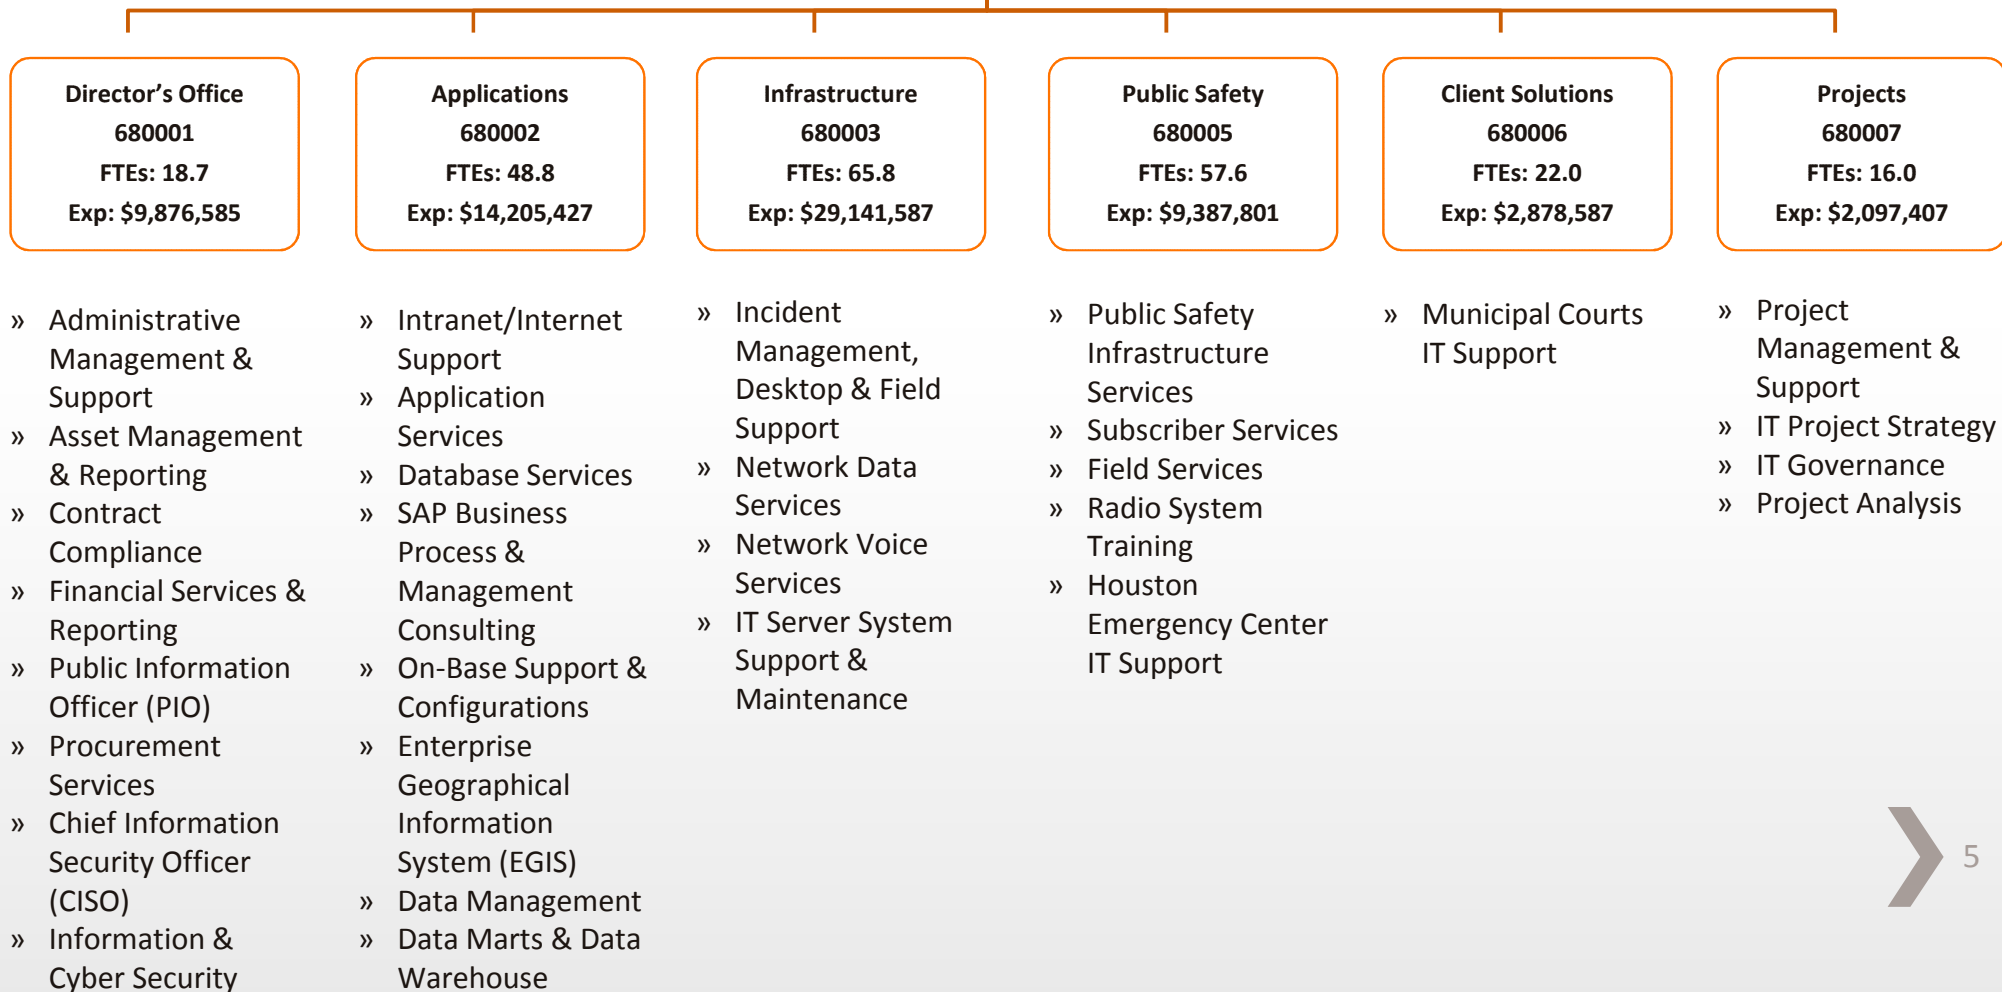 Director’s Office
680001
FTEs: 18.7
Exp: $9,876,585
Applications
680002
FTEs: 48.8
Exp: $14,205,427
Infrastructure
680003
FTEs: 65.8
Exp: $29,141,587
Public Safety
680005
FTEs: 57.6
Exp: $9,387,801
Client Solutions
680006
FTEs: 22.0
Exp: $2,878,587
Projects
680007
FTEs: 16.0
Exp: $2,097,407
» Administrative
Management &
Support
» Asset Management
& Reporting
» Contract
Compliance
» Financial Services &
Reporting
» Public Information
Officer (PIO)
» Procurement
Services
» Chief Information
Security Officer
(CISO)
» Information &
Cyber Security
» Intranet/Internet
Support
» Application
Services
» Database Services
» SAP Business
Process &
Management
Consulting
» On-Base Support &
Configurations
» Enterprise
Geographical
Information
System (EGIS)
» Data Management
» Data Marts & Data
Warehouse
» Incident
Management,
Desktop & Field
Support
» Network Data
Services
» Network Voice
Services
» IT Server System
Support &
Maintenance
» Public Safety
Infrastructure
Services
» Subscriber Services
» Field Services
» Radio System
Training
» Houston
Emergency Center
IT Support
» Municipal Courts
IT Support
» Project
Management &
Support
» IT Project Strategy
» IT Governance
» Project Analysis
5